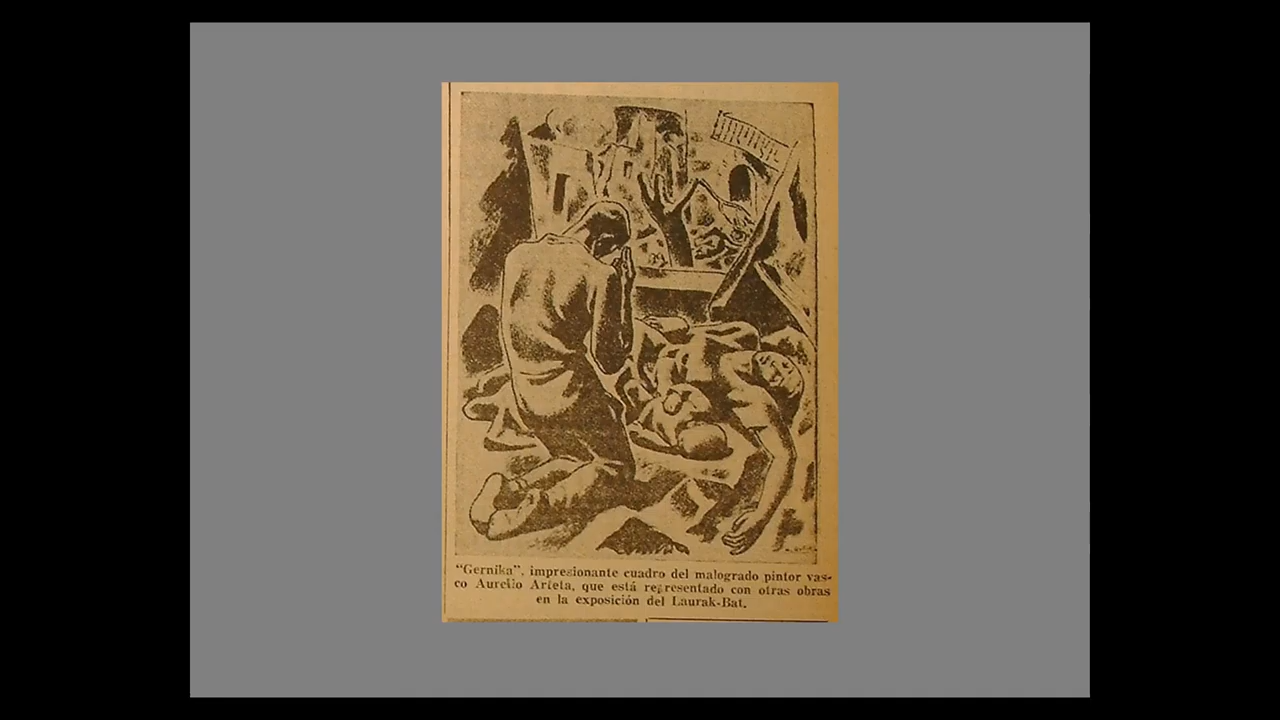 "Gernika", impresionante cuadro del malogrado pintor vas-
co Aurelio Arteta, que está representado con otras obras
en la exposición del Laurak-Bat.